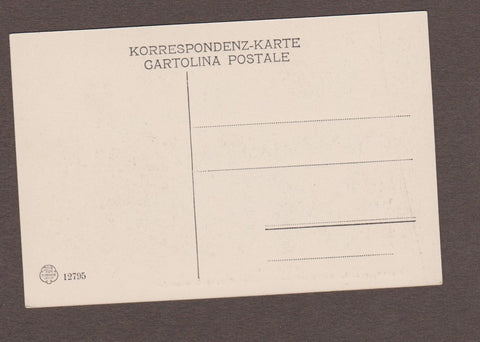 KORRESPONDENZ-KARTE
CARTOLINA POSTALE
12795